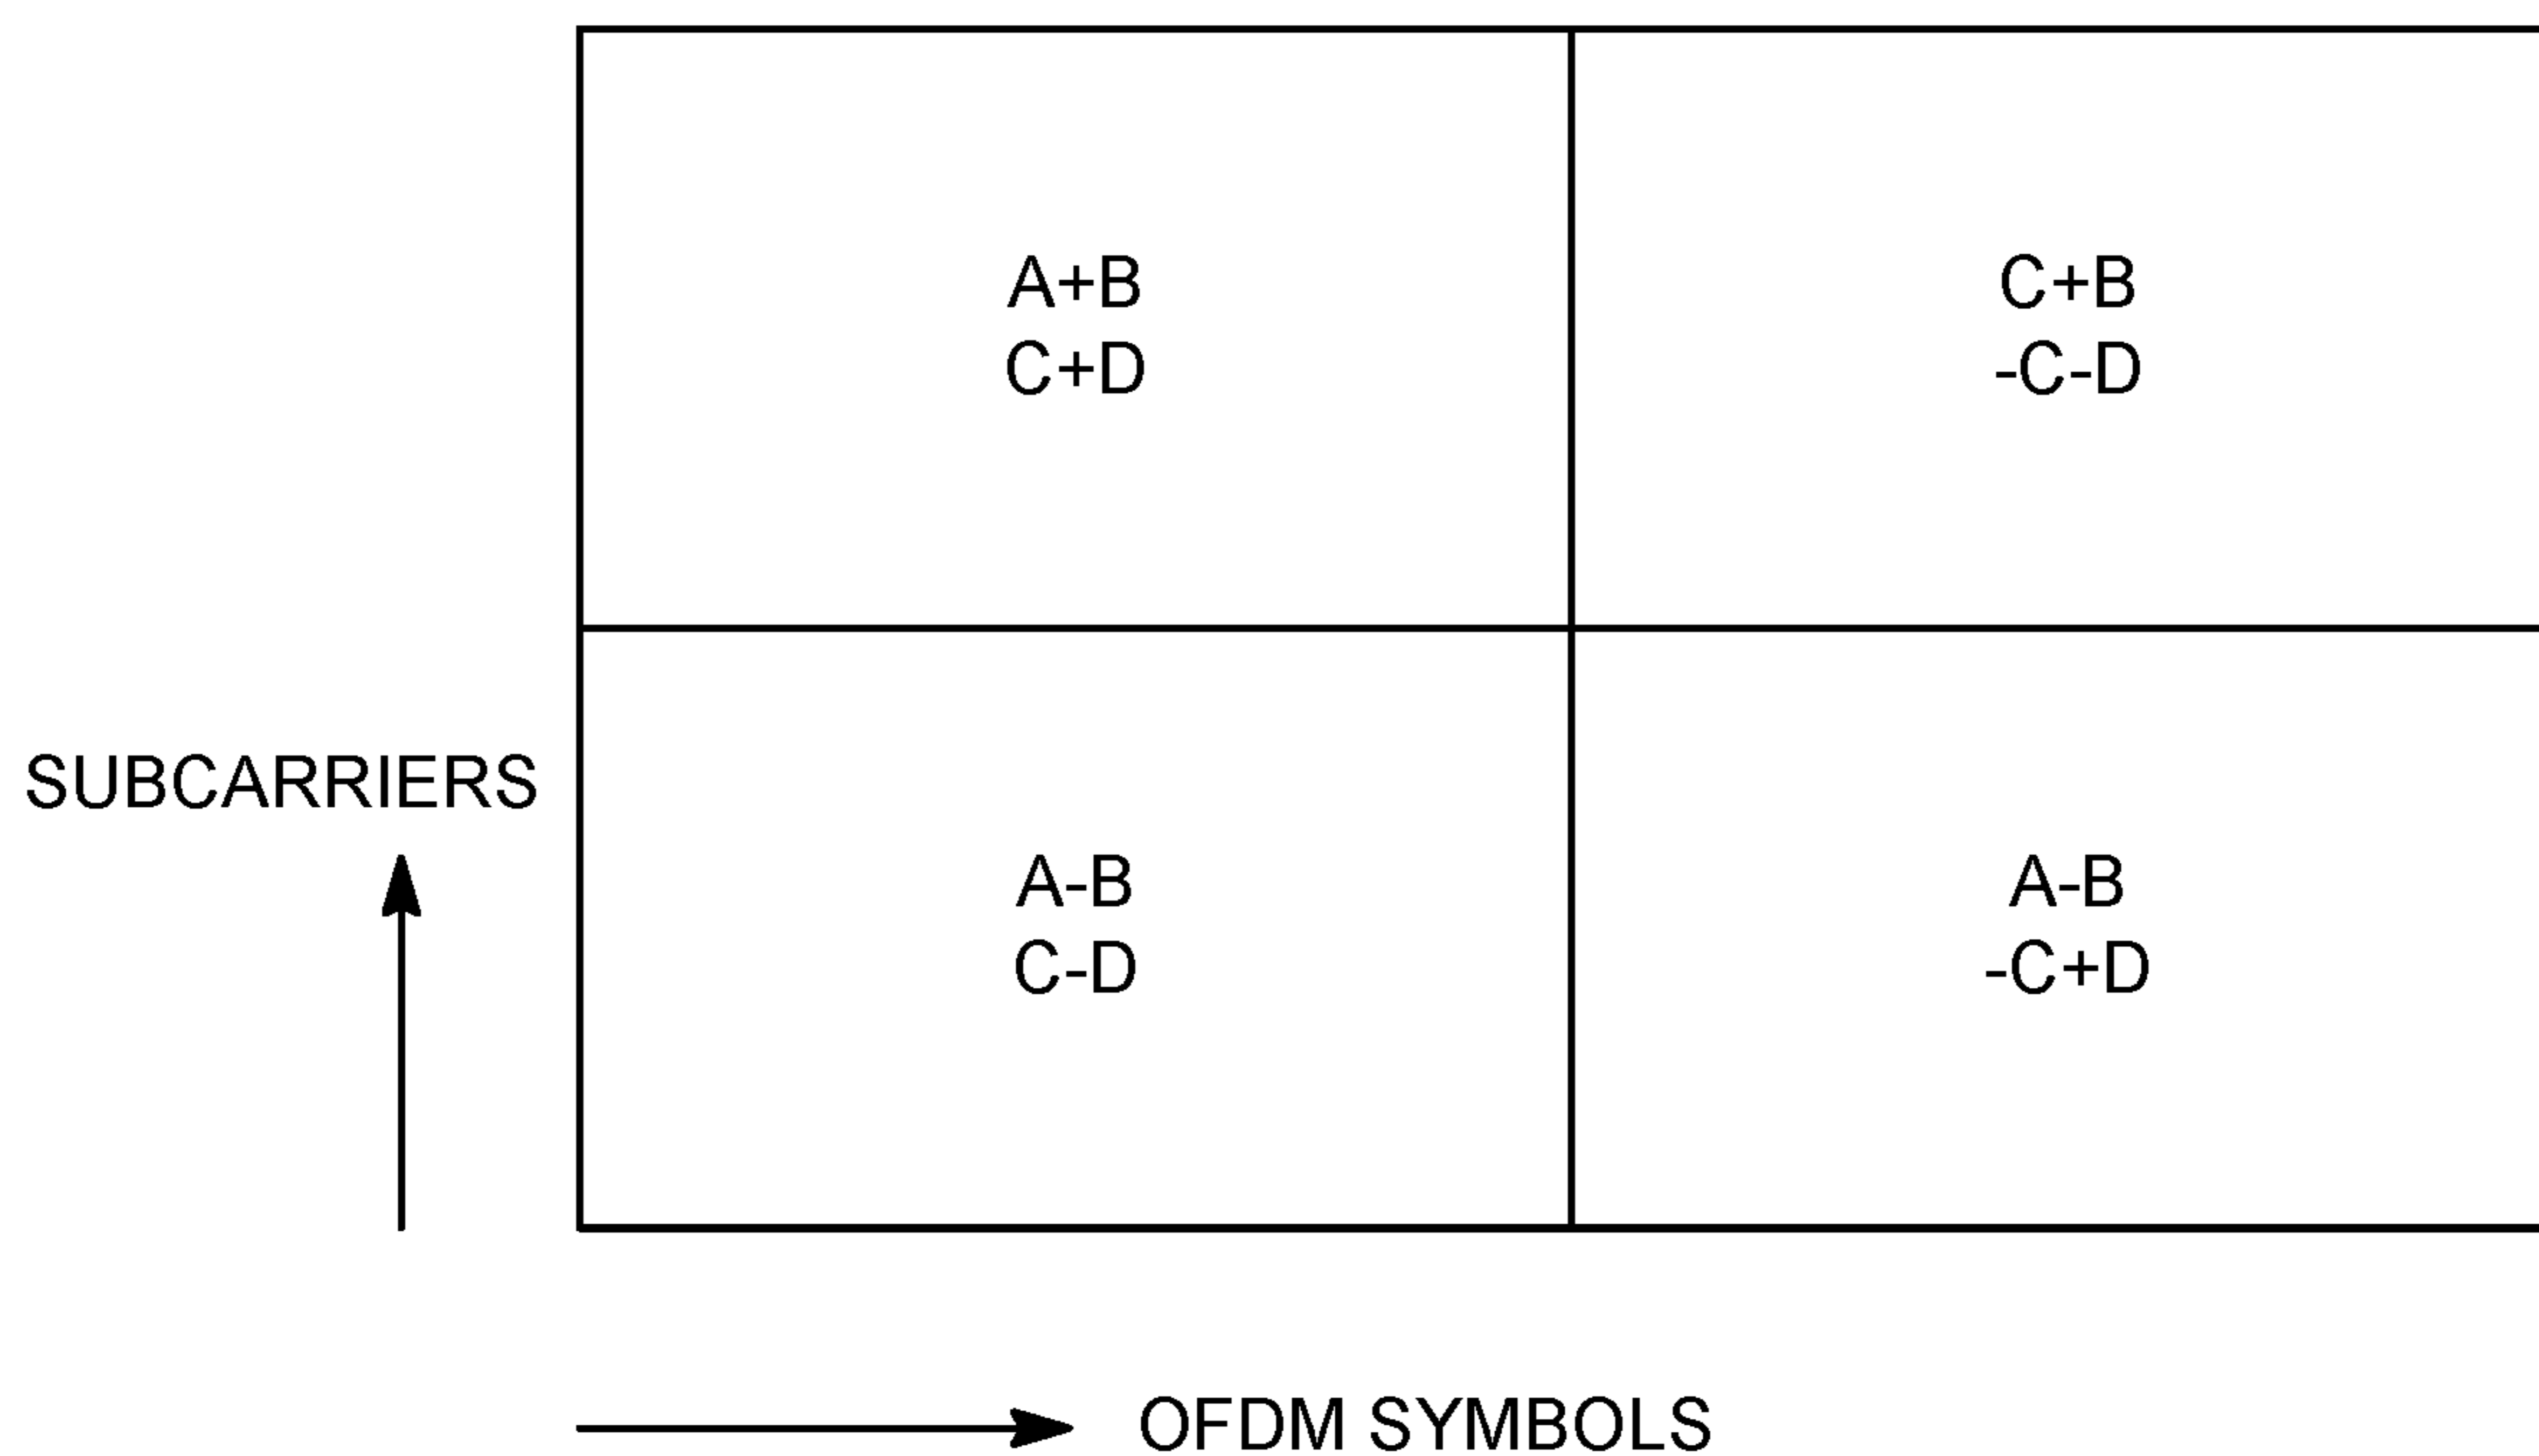 A+B
C+D
C+B
-C-D
SUBCARRIERS
A-B
C-D
A-B
-C+D
OFDM SYMBOLS